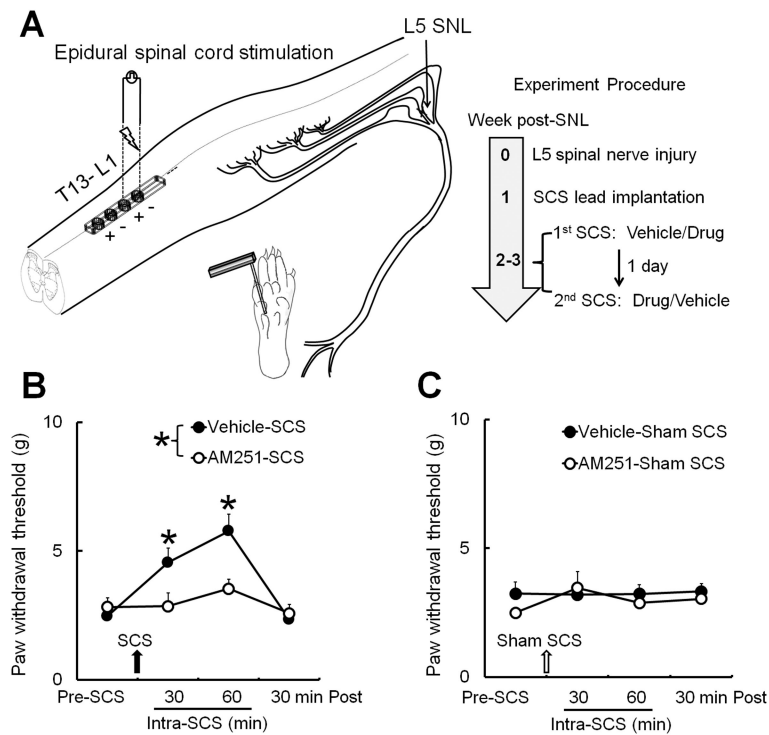 A
L5 SNL
Epidural spinal cord stimulation
T13- L1
+ - + -
Experiment Procedure
Week post-SNL
0 L5 spinal nerve injury
1 SCS lead implantation
2-3
1st SCS: Vehicle/Drug
1 day
2nd SCS: Drug/Vehicle
B
Paw withdrawal threshold (g)
10
5
0
* Vehicle-SCS
AM251-SCS
*
*
SCS
Pre-SCS 30 60 30 min Post
Intra-SCS (min)
C
Paw withdrawal threshold (g)
10
5
0
Vehicle-Sham SCS
AM251-Sham SCS
Sham SCS
Pre-SCS 30 60 30 min Post
Intra-SCS (min)